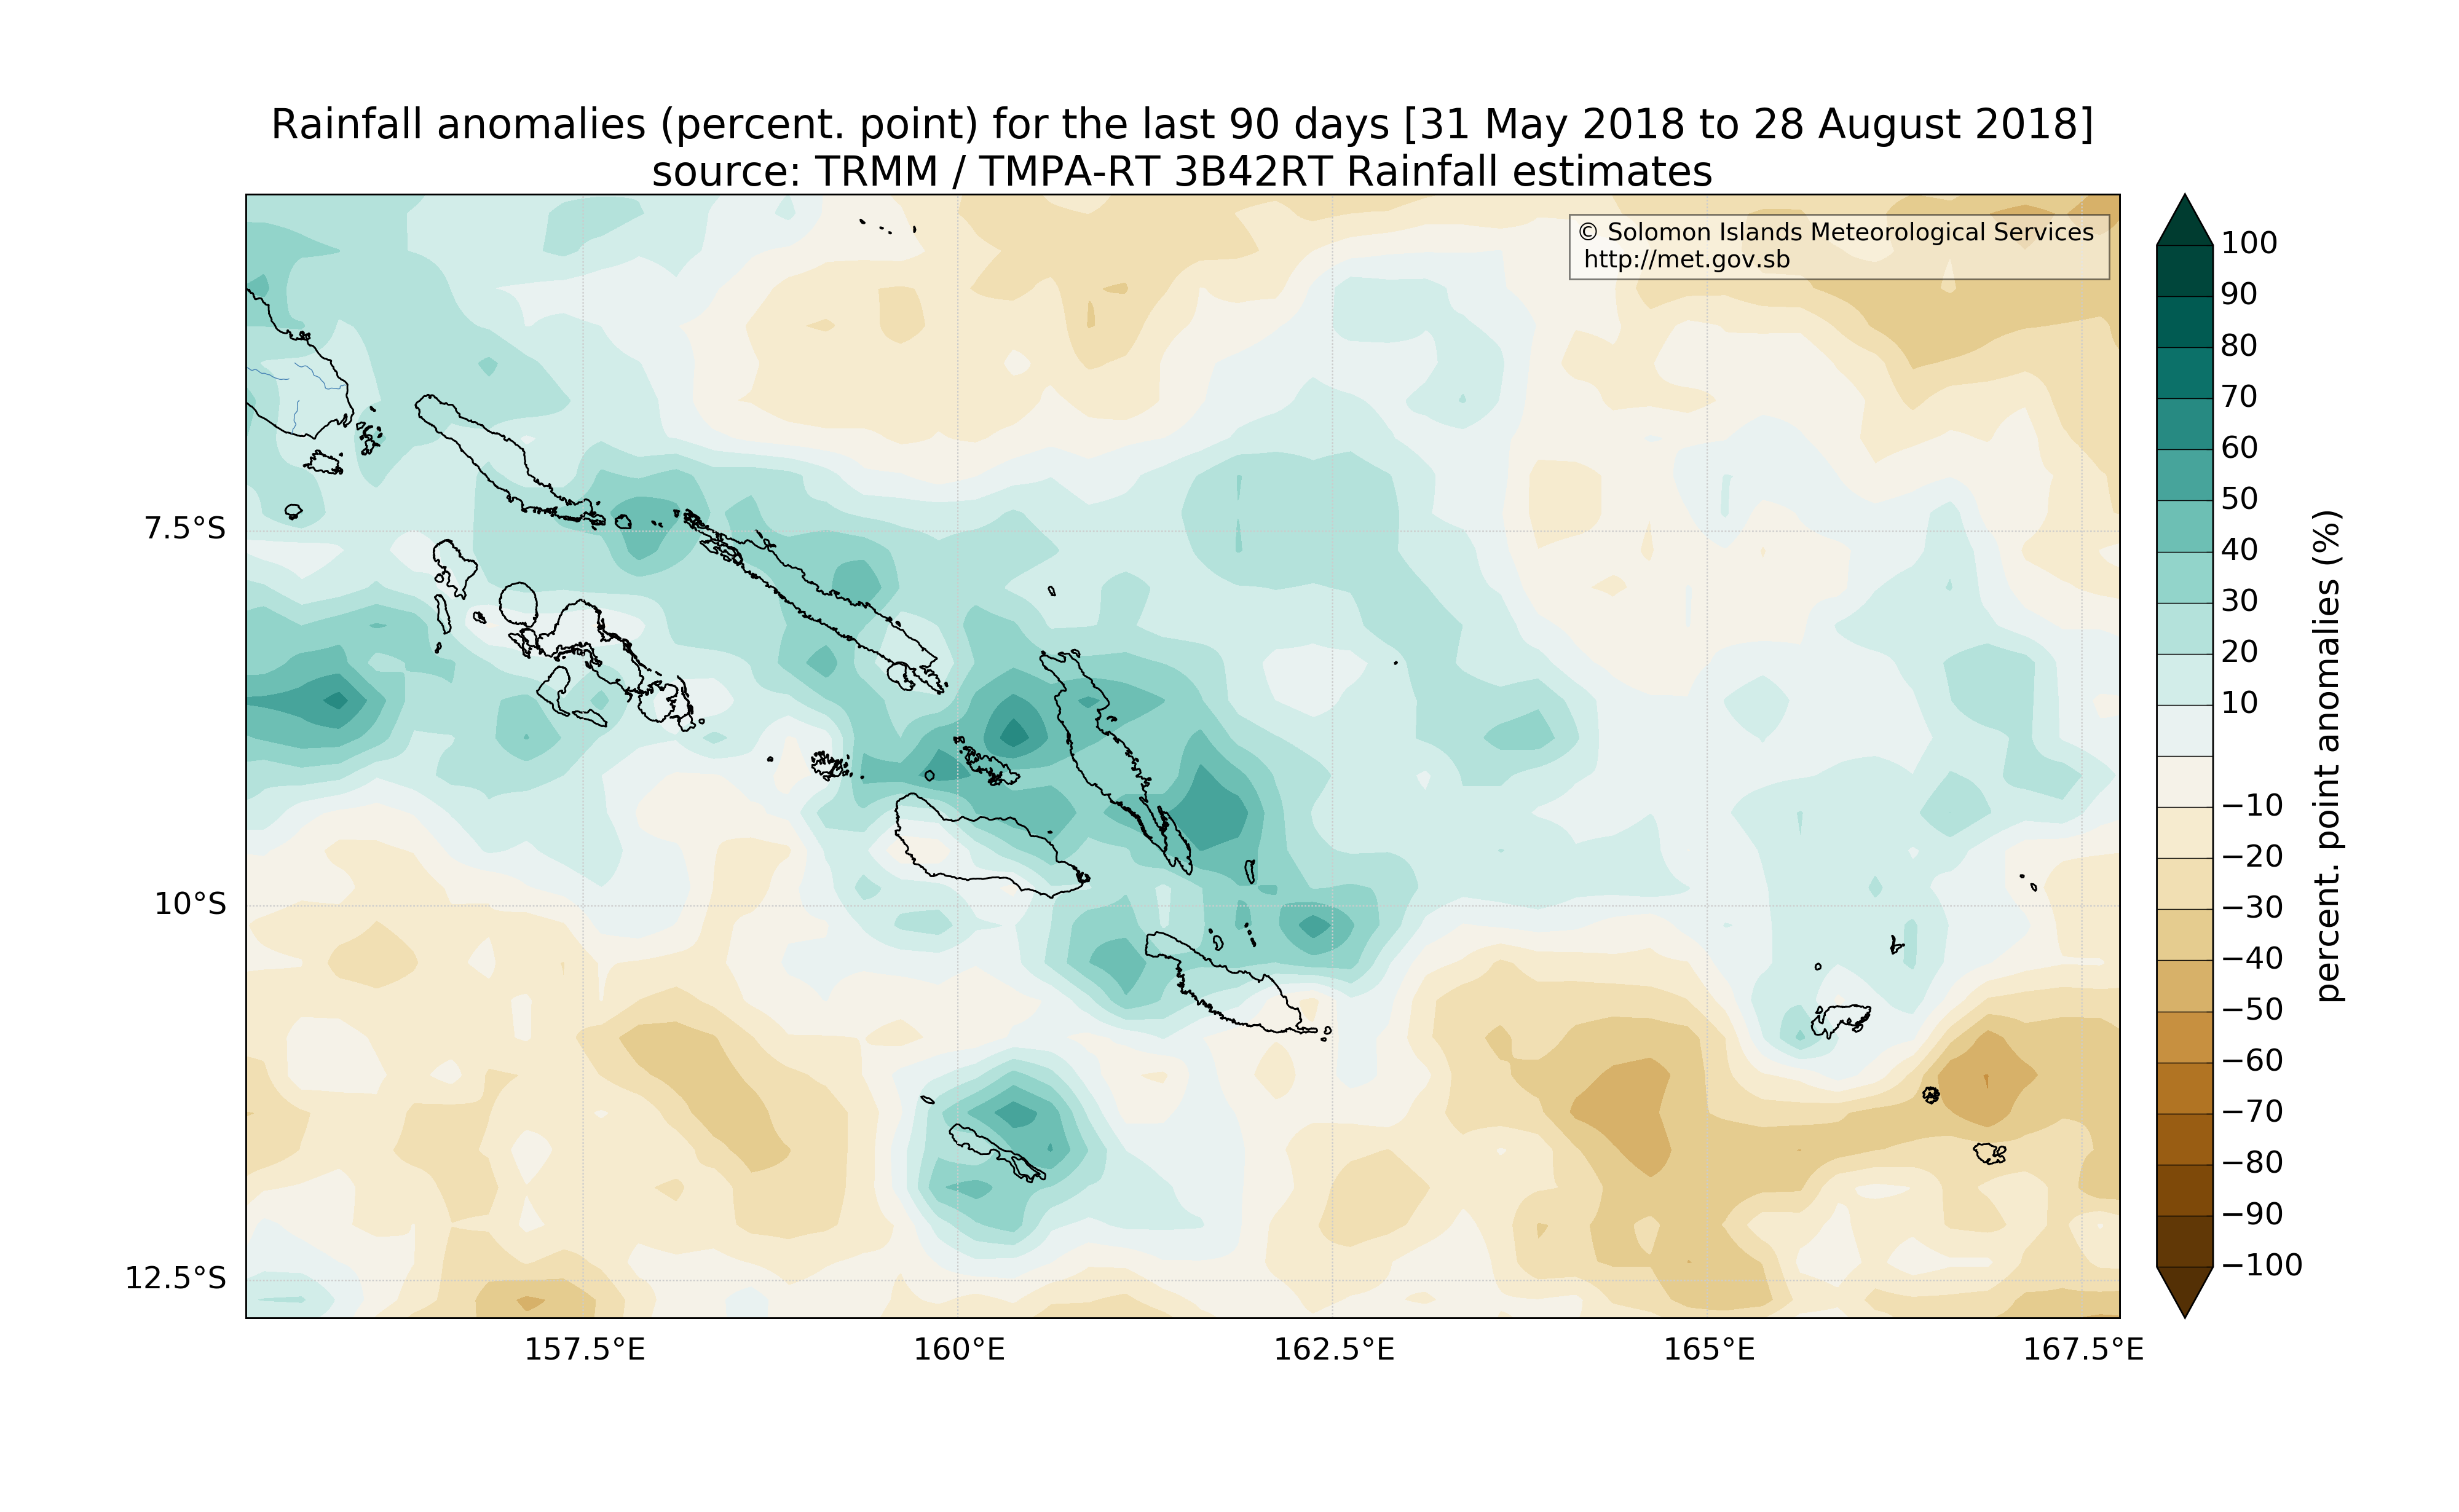 Rainfall anomalies (percent. point) for the last 90 days [31 May 2018 to 28 August 2018]
source: TRMM / TMPA-RT 3B42RT Rainfall estimates
© Solomon Islands Meteorological Services
http://met.gov.sb
7.5°S
10°S
12.5°S
157.5°E
160°E
162.5°E
165°E
167.5°E
100
90
80
70
60
50
40
30
20
10
−10
−20
−30
−40
−50
−60
−70
−80
−90
−100
percent. point anomalies (%)